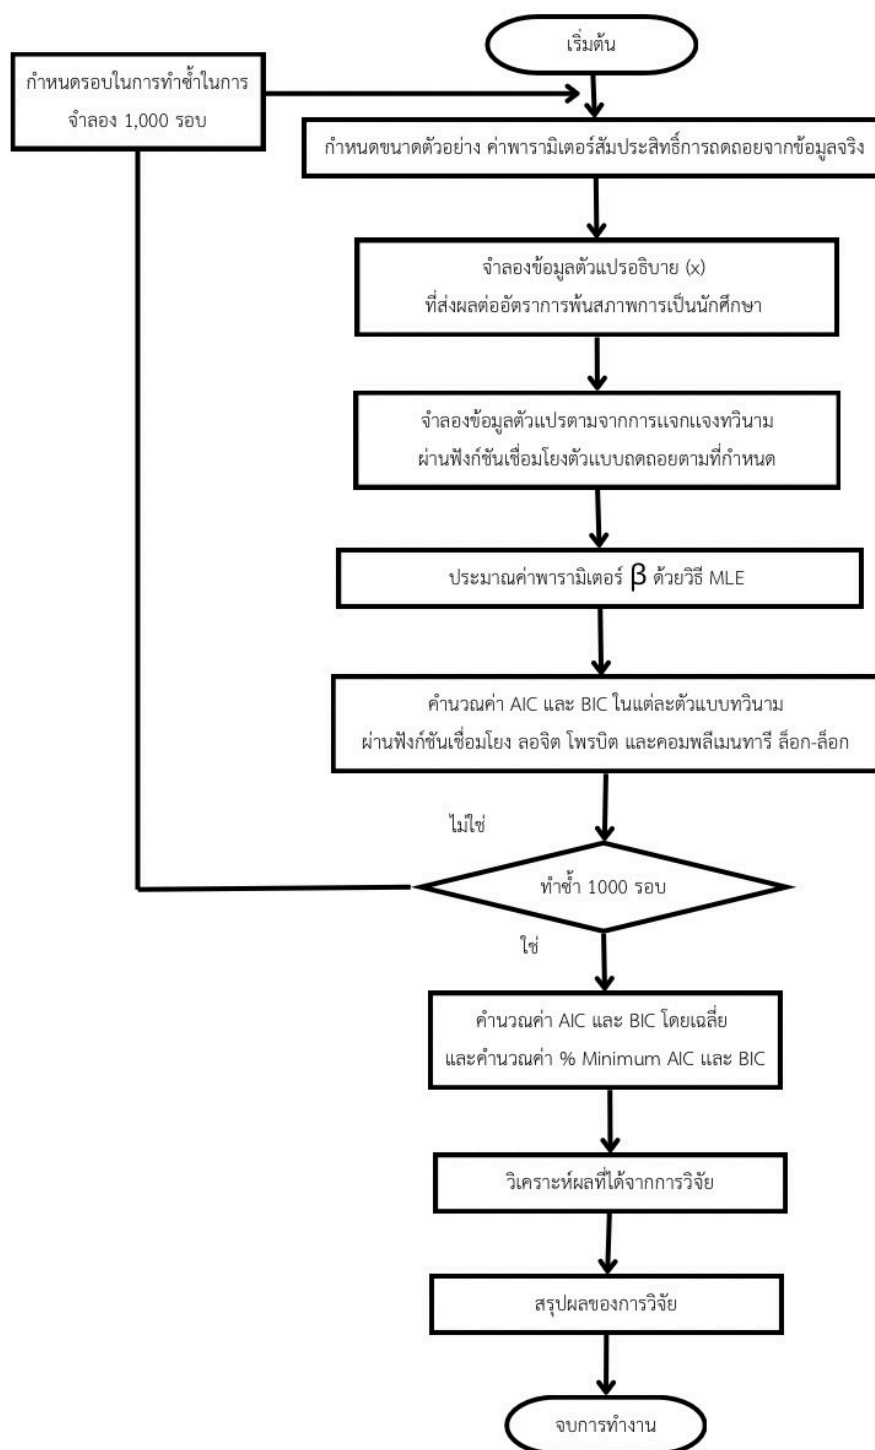 เริ่มต้น
กำหนดรอบในการทำซ้ำในการ
จำลอง 1,000 รอบ
กำหนดขนาดตัวอย่าง ค่าพารามิเตอร์สัมประสิทธิ์การถดถอยจากข้อมูลจริง
จำลองข้อมูลตัวแปรอธิบาย (x)
ที่ส่งผลต่ออัตราการพ้นสภาพการเป็นนักศึกษา
จำลองข้อมูลตัวแปรตามจากการแจกแจงทวินาม
ผ่านฟังก์ชันเชื่อมโยงตัวแบบถดถอยตามที่กำหนด
ประมาณค่าพารามิเตอร์ β ด้วยวิธี MLE
คำนวณค่า AIC และ BIC ในแต่ละตัวแบบทวินาม
ผ่านฟังก์ชันเชื่อมโยง ลอจิต โพรบิต และคอมพลีเมนทารี ล็อก-ล็อก
ไม่ใช่
ทำซ้ำ 1000 รอบ
ใช่
คำนวณค่า AIC และ BIC โดยเฉลี่ย
และคำนวณค่า % Minimum AIC และ BIC
วิเคราะห์ผลที่ได้จากการวิจัย
สรุปผลของการวิจัย
จบการทำงาน